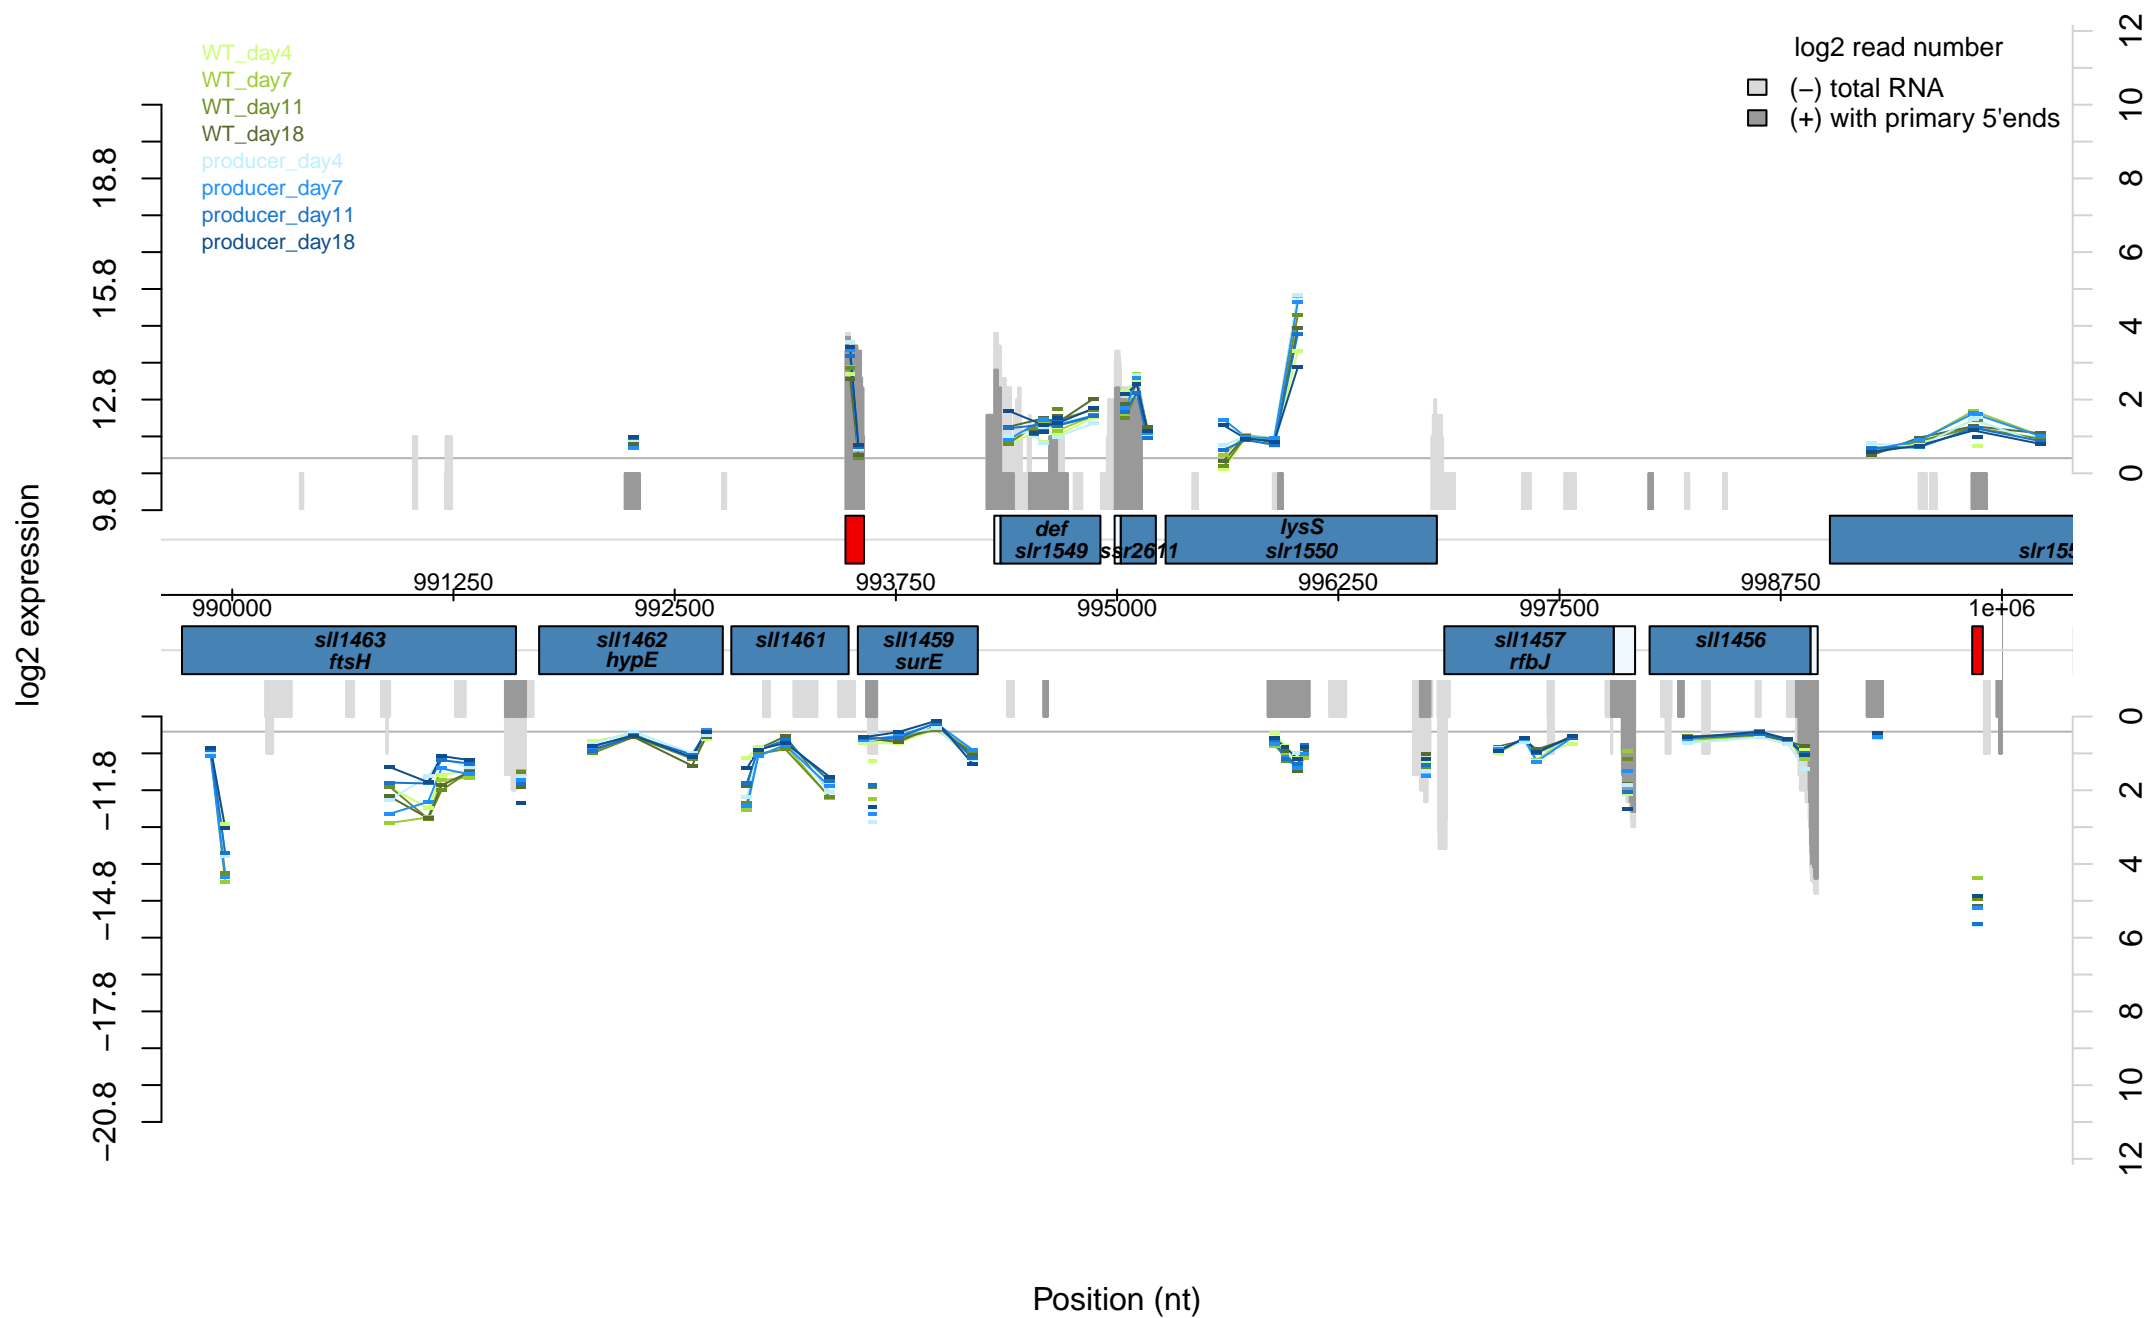 WT_day4
WT_day7
WT_day11
WT_day18
producer_day4
producer_day7
producer_day11
producer_day18
log2 read number
(−) total RNA
(+) with primary 5'ends
log2 expression
18.8
15.8
12.8
9.8
12
10
8
6
4
2
0
def
slr1549
ssr2611
lysS
slr1550
slr155
991250
993750
996250
998750
990000
992500
995000
997500
1e+06
sll1463
ftsH
sll1462
hypE
sll1461
sll1459
surE
sll1457
rfbJ
sll1456
−11.8
−14.8
−17.8
−20.8
0
2
4
6
8
10
12
Position (nt)